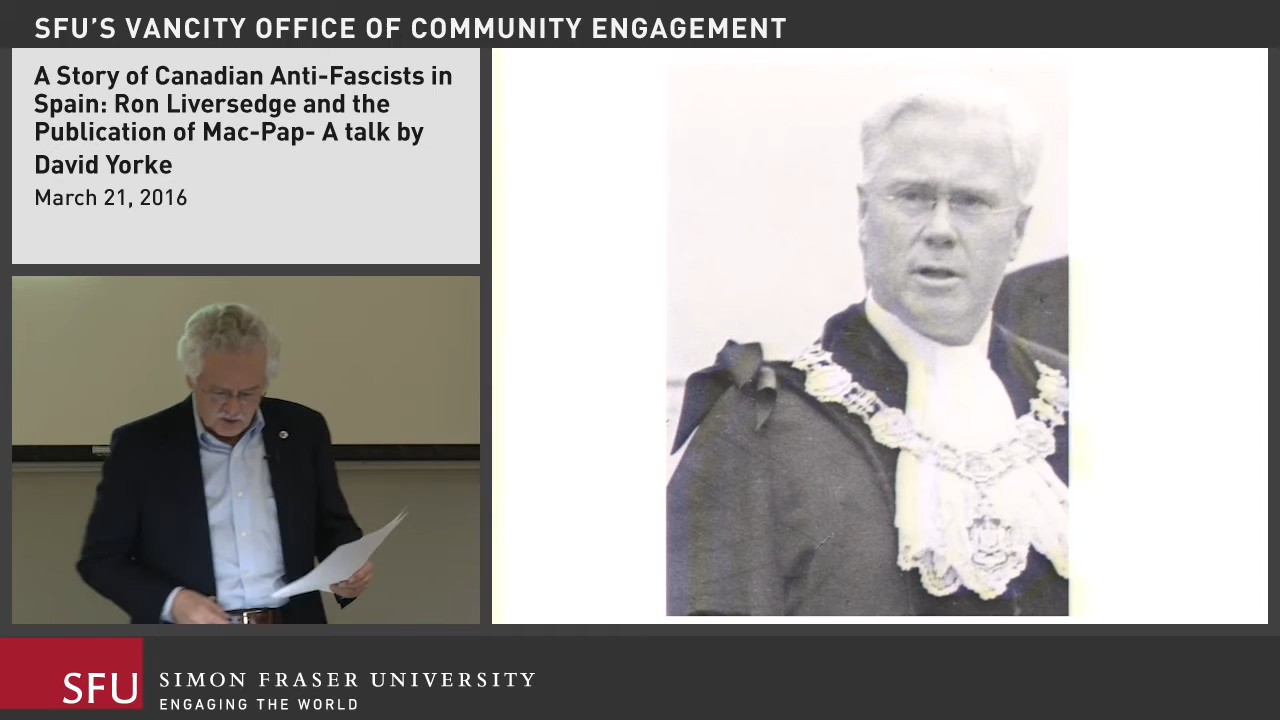 SFU'S VANCITY OFFICE OF COMMUNITY ENGAGEMENT
A Story of Canadian Anti-Fascists in
Spain: Ron Liversedge and the
Publication of Mac-Pap- A talk by
David Yorke
March 21, 2016
SFU
SIMON FRASER UNIVERSITY
ENGAGING THE WORLD